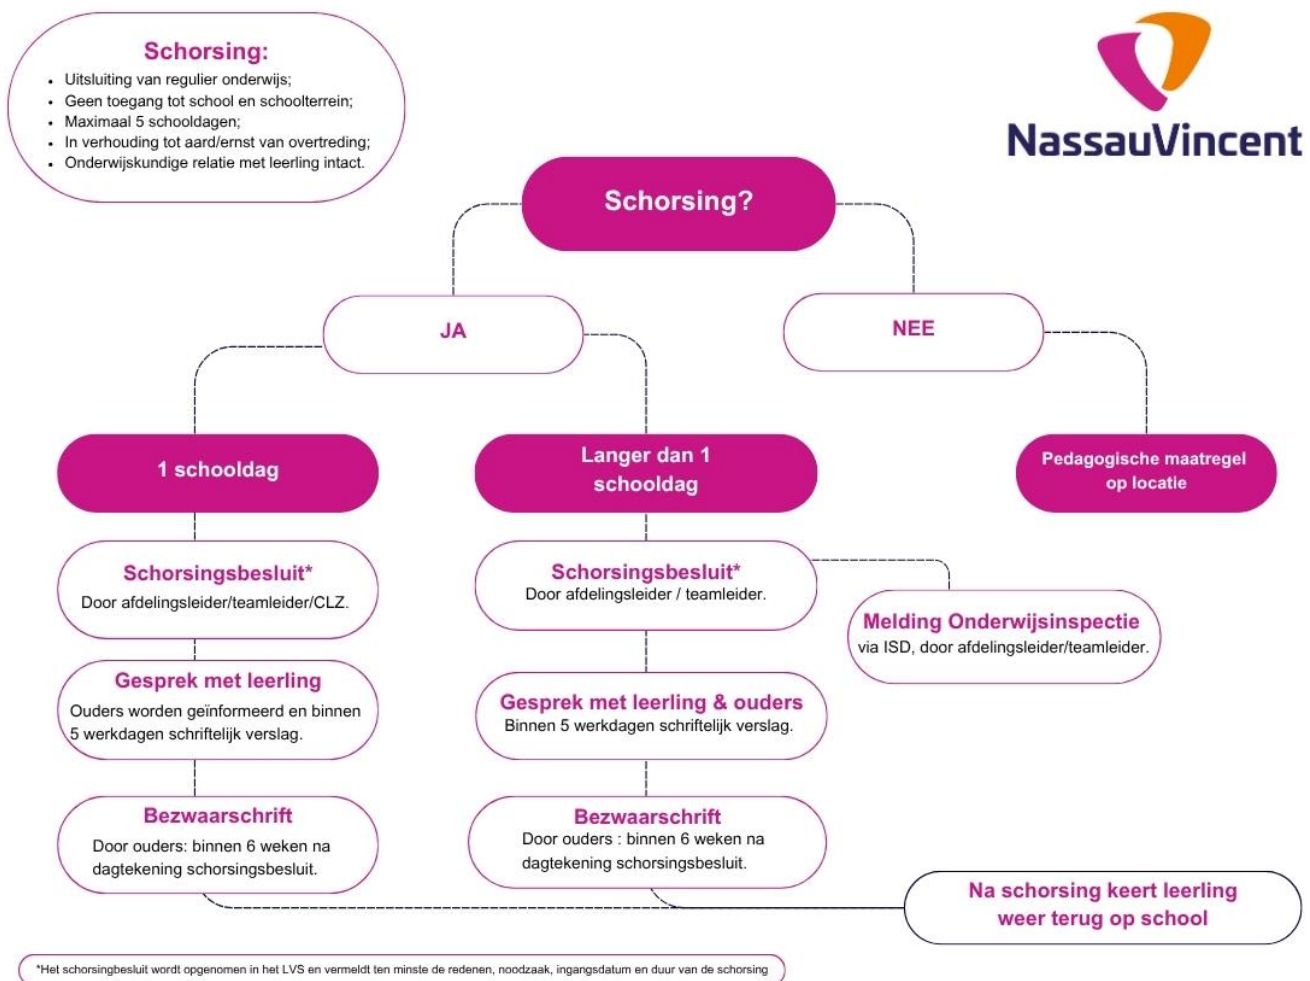 Schorsing:
• Uitsluiting van regulier onderwijs;
• Geen toegang tot school en schoolterrein;
• Maximaal 5 schooldagen;
• In verhouding tot aard/ernst van overtreding;
• Onderwijskundige relatie met leerling intact.
NassauVincent
Schorsing?
JA
NEE
1 schooldag
Langer dan 1
schooldag
Pedagogische maatregel
op locatie
Schorsingsbesluit*
Door afdelingsleider/teamleider/CLZ.
Schorsingsbesluit*
Door afdelingsleider / teamleider.
Melding Onderwijsinspectie
via ISD, door afdelingsleider/teamleider.
Gesprek met leerling
Ouders worden geïnformeerd en binnen
5 werkdagen schriftelijk verslag.
Gesprek met leerling & ouders
Binnen 5 werkdagen schriftelijk verslag.
Bezwaarschrift
Door ouders: binnen 6 weken na
dagtekening schorsingsbesluit.
Bezwaarschrift
Door ouders : binnen 6 weken na
dagtekening schorsingsbesluit.
Na schorsing keert leerling
weer terug op school
*Het schorsingbesluit wordt opgenomen in het LVS en vermeldt ten minste de redenen, noodzaak, ingangsdatum en duur van de schorsing